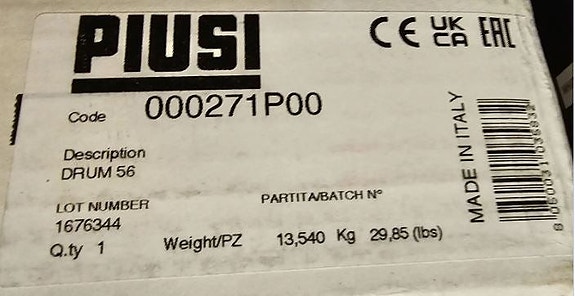 PIUSI
CE UK CA EAC
Code 000271P00
Description
DRUM 56
LOT NUMBER PARTITA/BATCH Nº
1676344
Q.ty 1 Weight/PZ 13,540 Kg 29,85 (lbs)
MADE IN ITALY